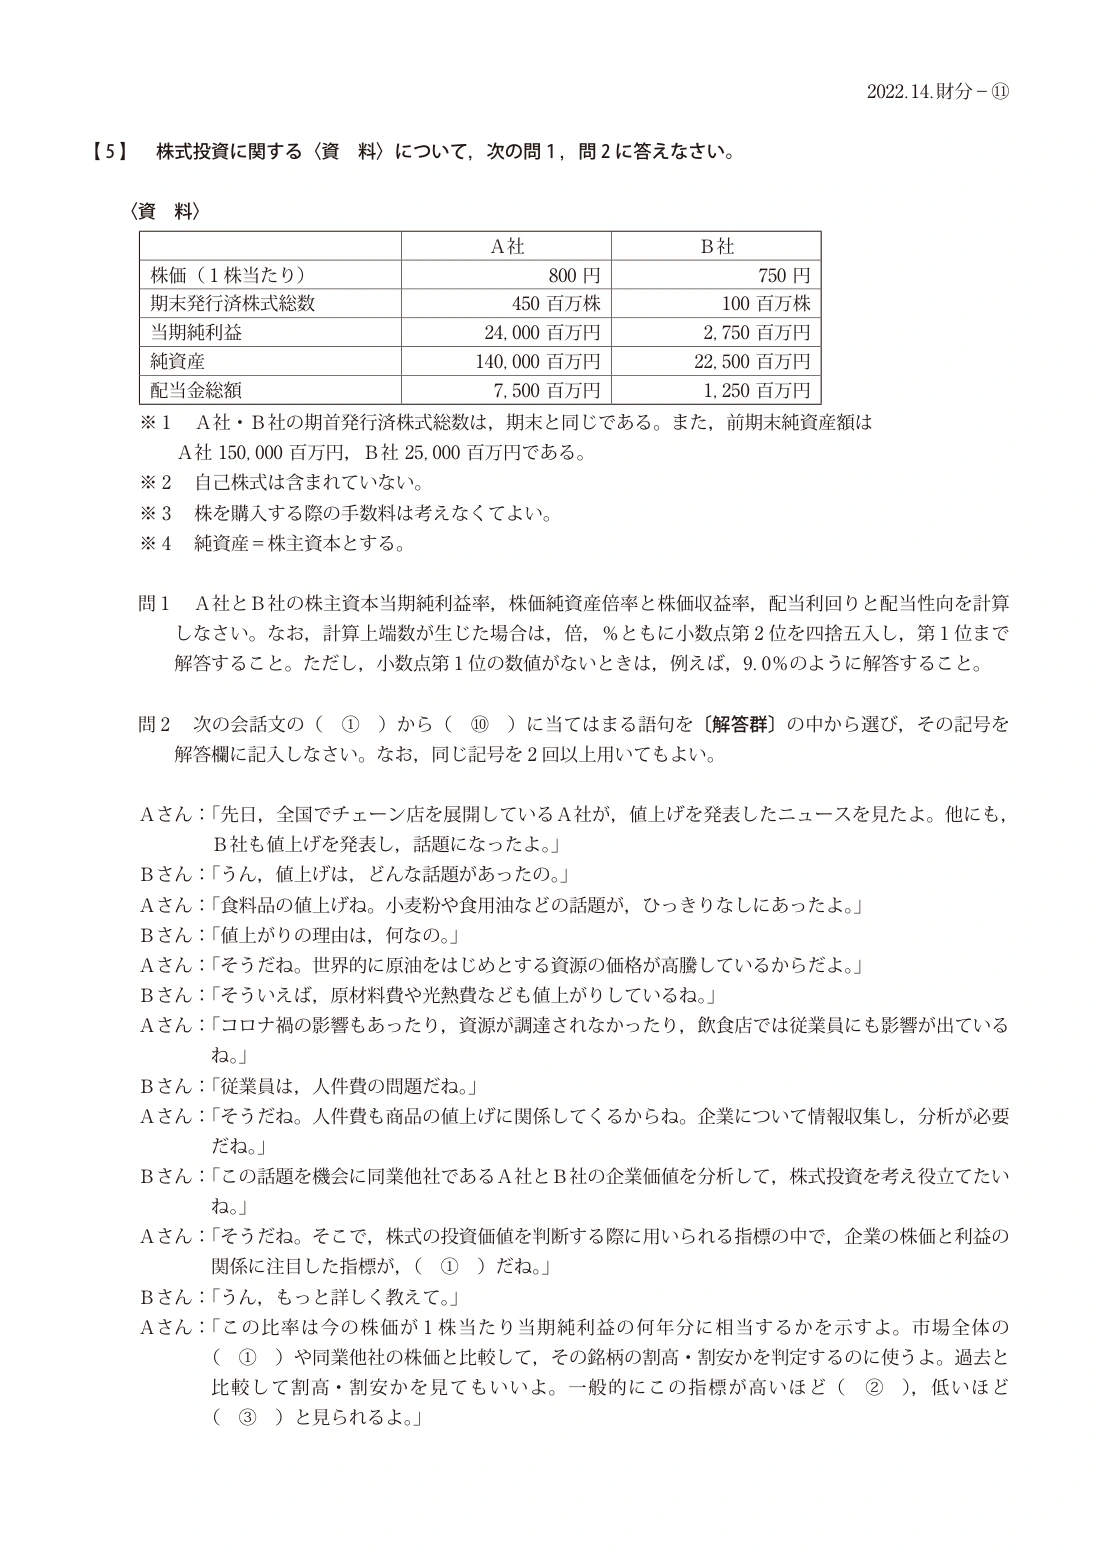 2022.14.財分－⑪
【5】　株式投資に関する〈資　料〉について，次の問1，問2に答えなさい。
〈資　料〉
A社　B社
株価（1株当たり）　800 円　750 円
期末発行済株式総数　450 百万株　100 百万株
当期純利益　24,000 百万円　2,750 百万円
純資産　140,000 百万円　22,500 百万円
配当金総額　7,500 百万円　1,250 百万円
※1　A社・B社の期首発行済株式総数は，期末と同じである。また，前期末純資産額は
A社 150,000 百万円，B社 25,000 百万円である。
※2　自己株式は含まれていない。
※3　株を購入する際の手数料は考えなくてよい。
※4　純資産＝株主資本とする。
問1　A社とB社の株主資本当期純利益率，株価純資産倍率と株価収益率，配当利回りと配当性向を計算
しなさい。なお，計算上端数が生じた場合は，倍，％ともに小数点第2位を四捨五入し，第1位まで
解答すること。ただし，小数点第1位の数値がないときは，例えば，9.0％のように解答すること。
問2　次の会話文の（　①　）から（　⑩　）に当てはまる語句を〔解答群〕の中から選び，その記号を
解答欄に記入しなさい。なお，同じ記号を2回以上用いてもよい。
Aさん：「先日，全国でチェーン店を展開しているA社が，値上げを発表したニュースを見たよ。他にも，
B社も値上げを発表し，話題になったよ。」
Bさん：「うん，値上げは，どんな話題があったの。」
Aさん：「食料品の値上げね。小麦粉や食用油などの話題が，ひっきりなしにあったよ。」
Bさん：「値上がりの理由は，何なの。」
Aさん：「そうだね。世界的に原油をはじめとする資源の価格が高騰しているからだよ。」
Bさん：「そういえば，原材料費や光熱費なども値上がりしているね。」
Aさん：「コロナ禍の影響もあったり，資源が調達されなかったり，飲食店では従業員にも影響が出ている
ね。」
Bさん：「従業員は，人件費の問題だね。」
Aさん：「そうだね。人件費も商品の値上げに関係してくるからね。企業について情報収集し，分析が必要
だね。」
Bさん：「この話題を機会に同業他社であるA社とB社の企業価値を分析して，株式投資を考え役立てたい
ね。」
Aさん：「そうだね。そこで，株式の投資価値を判断する際に用いられる指標の中で，企業の株価と利益の
関係に注目した指標が，（　①　）だね。」
Bさん：「うん，もっと詳しく教えて。」
Aさん：「この比率は今の株価が1株当たり当期純利益の何年分に相当するかを示すよ。市場全体の
（　①　）や同業他社の株価と比較して，その銘柄の割高・割安かを判定するのに使うよ。過去と
比較して割高・割安かを見てもいいよ。一般的にこの指標が高いほど（　②　），低いほど
（　③　）と見られるよ。」